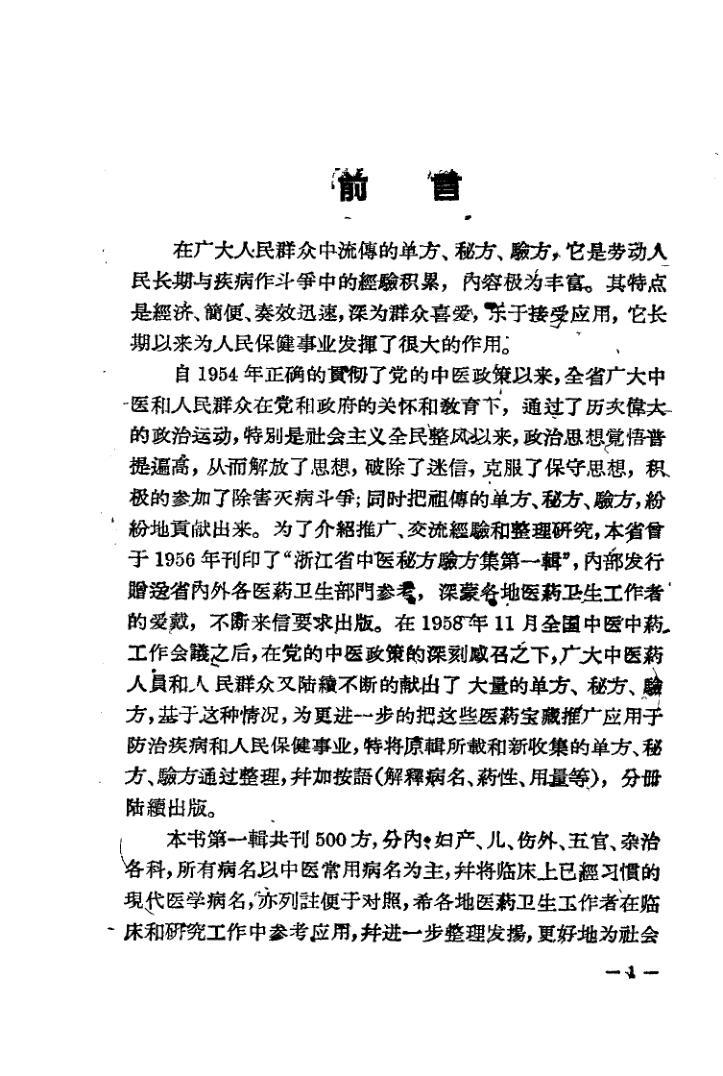 前言
在广大人民群众中流傳的单方、秘方、驗方，它是劳动人
民长期与疾病作斗爭中的經驗积累，内容极为丰富。其特点
是經济、簡便、奏效迅速，深为群众喜爱，乐于接受应用，它长
期以来为人民保健事业发揮了很大的作用。
自1954年正确的貫彻了党的中医政策以来，全省广大中
医和人民群众在党和政府的关怀和敎育下，通过了历次偉大
的政治运动，特别是社会主义全民整风以来，政治思想覚悟普
提逼高，从而解放了思想，破除了迷信，克服了保守思想，积
极的参加了除害灭病斗爭；同时把祖傳的单方、秘方、驗方，紛
紛地貢献出来。为了介紹推广、交流經驗和整理硏究，本省曾
于1956年刊印了“浙江省中医秘方驗方集第一輯”，内部发行
贈送省内外各医葯卫生部門参考，深蒙各地医葯卫生工作者
的爱戴，不断来信要求出版。在1958年11月全国中医中葯
工作会議之后，在党的中医政策的深刻感召之下，广大中医葯
人員和人民群众又陆續不断的献出了大量的单方、秘方、驗
方，基于这种情况，为更进一步的把这些医葯宝藏推广应用于
防治疾病和人民保健事业，特将原輯所載和新收集的单方、秘
方、驗方通过整理，幷加按語（解釋病名、葯性、用量等），分册
陆續出版。
本书第一輯共刊500方，分内、妇产、儿、伤外、五官、杂治
各科，所有病名以中医常用病名为主，幷将临床上已經习慣的
現代医学病名，亦列註便于对照，希各地医葯卫生工作者在临
床和硏究工作中参考应用，幷进一步整理发揚，更好地为社会
—1—